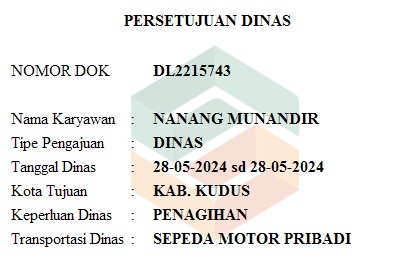 PERSETUJUAN DINAS
NOMOR DOK DL2215743
Nama Karyawan : NANANG MUNANDIR
Tipe Pengajuan : DINAS
Tanggal Dinas : 28-05-2024 sd 28-05-2024
Kota Tujuan : KAB. KUDUS
Keperluan Dinas : PENAGIHAN
Transportasi Dinas : SEPEDA MOTOR PRIBADI